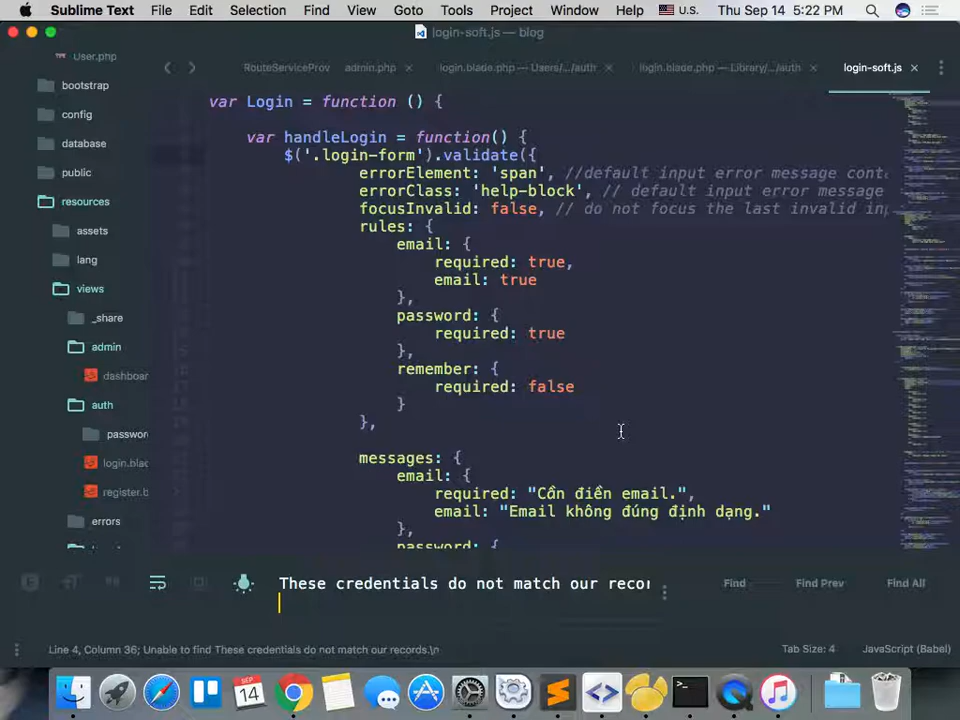 Sublime Text File Edit Selection Find View Goto Tools Project Window Help U.S. Thu Sep 14 5:22 PM
login-soft.js — blog
User.php
RouteServiceProv admin.php × login.blade.php — Users/.../auth × login.blade.php — Library/.../auth × login-soft.js ×
bootstrap
config
database
public
resources
assets
lang
views
_share
admin
dashboar
auth
passwor
login.blad
register.b
errors
var Login = function () {
var handleLogin = function() {
$('.login-form').validate({
errorElement: 'span', //default input error message cont
errorClass: 'help-block', // default input error message
focusInvalid: false, // do not focus the last invalid inp
rules: {
email: {
required: true,
email: true
},
password: {
required: true
},
remember: {
required: false
}
},
messages: {
email: {
required: "Cần điền email.",
email: "Email không đúng định dạng."
},
password: {
These credentials do not match our recor
Find Find Prev Find All
Line 4, Column 36; Unable to find These credentials do not match our records.\n
Tab Size: 4 JavaScript (Babel)
SEP
14